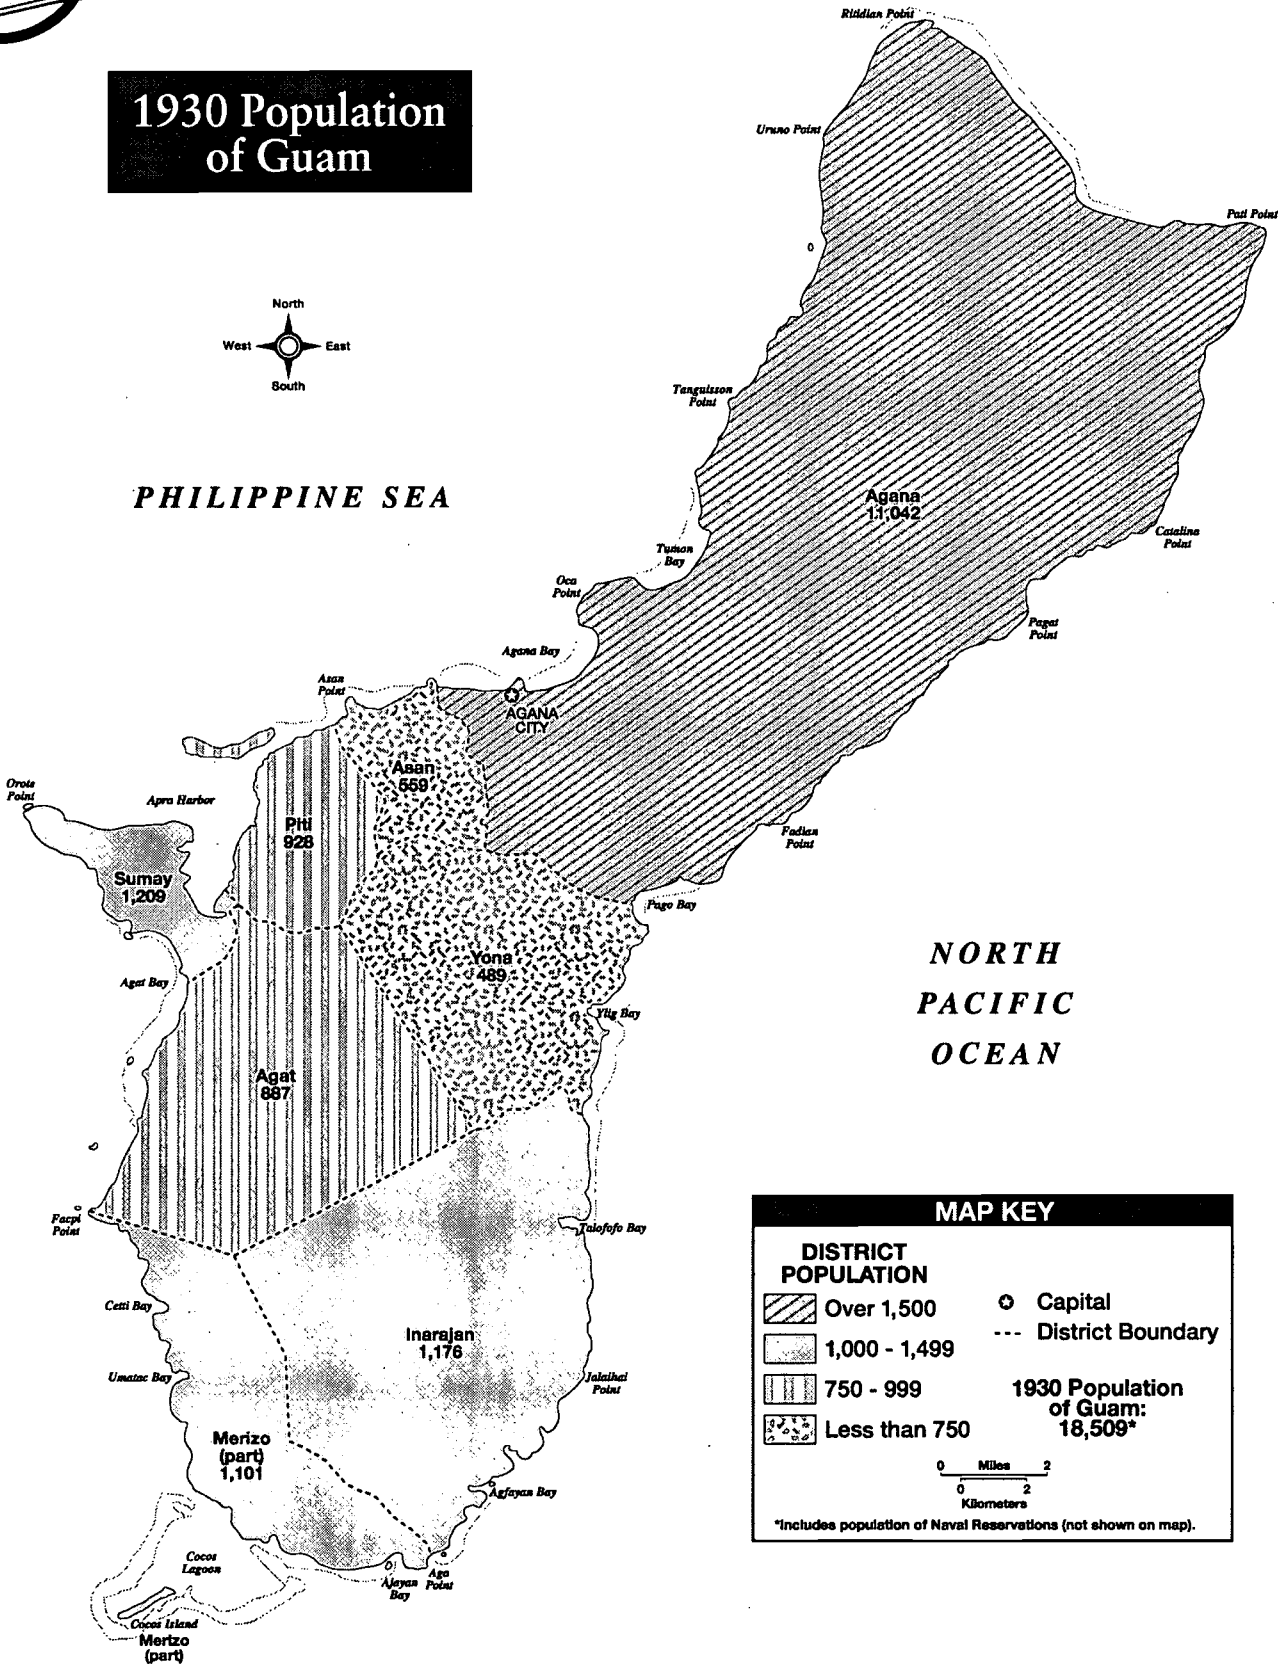 1930 Population
of Guam
Ritidian Point
Uruno Point
Pati Point
North
West
East
South
Tanguisson
Point
PHILIPPINE SEA
Agana
11,042
Catalina
Point
Tumon
Bay
Oca
Point
Pagat
Point
Agana Bay
Asan
Point
AGANA
CITY
Asan
559
Orote
Point
Apra Harbor
Piti
928
Fadian
Point
Sumay
1,209
Pago Bay
Yona
489
NORTH
PACIFIC
OCEAN
Agat Bay
Ylig Bay
Agat
887
Facpi
Point
Talofofo Bay
Cetti Bay
Inarajan
1,176
Umatac Bay
Jalaihai
Point
Merizo
(part)
1,101
Agfayan Bay
Cocos
Lagoon
Ajayan
Bay
Aga
Point
Cocos Island
Merizo
(part)
MAP KEY
DISTRICT
POPULATION
Over 1,500
1,000 - 1,499
750 - 999
Less than 750
Capital
District Boundary
1930 Population
of Guam:
18,509*
0 Miles 2
0 2
Kilometers
*Includes population of Naval Reservations (not shown on map).